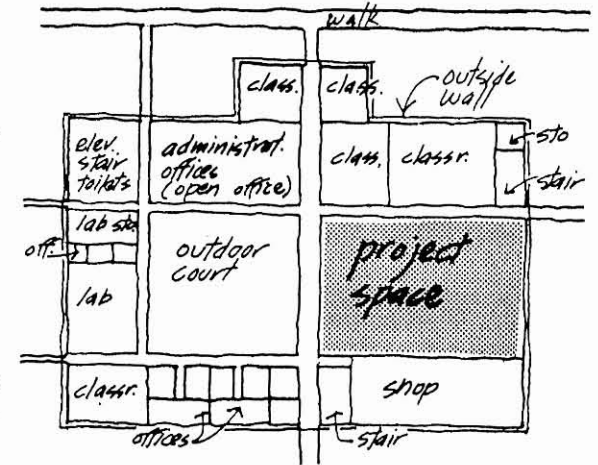 walk
class.
class.
outside
wall
elev.
stair
toilets
administrat.
offices
(open office)
class.
classr.
sto
stair
lab sto.
off.
lab
outdoor
court
project
space
classr.
offices
stair
shop